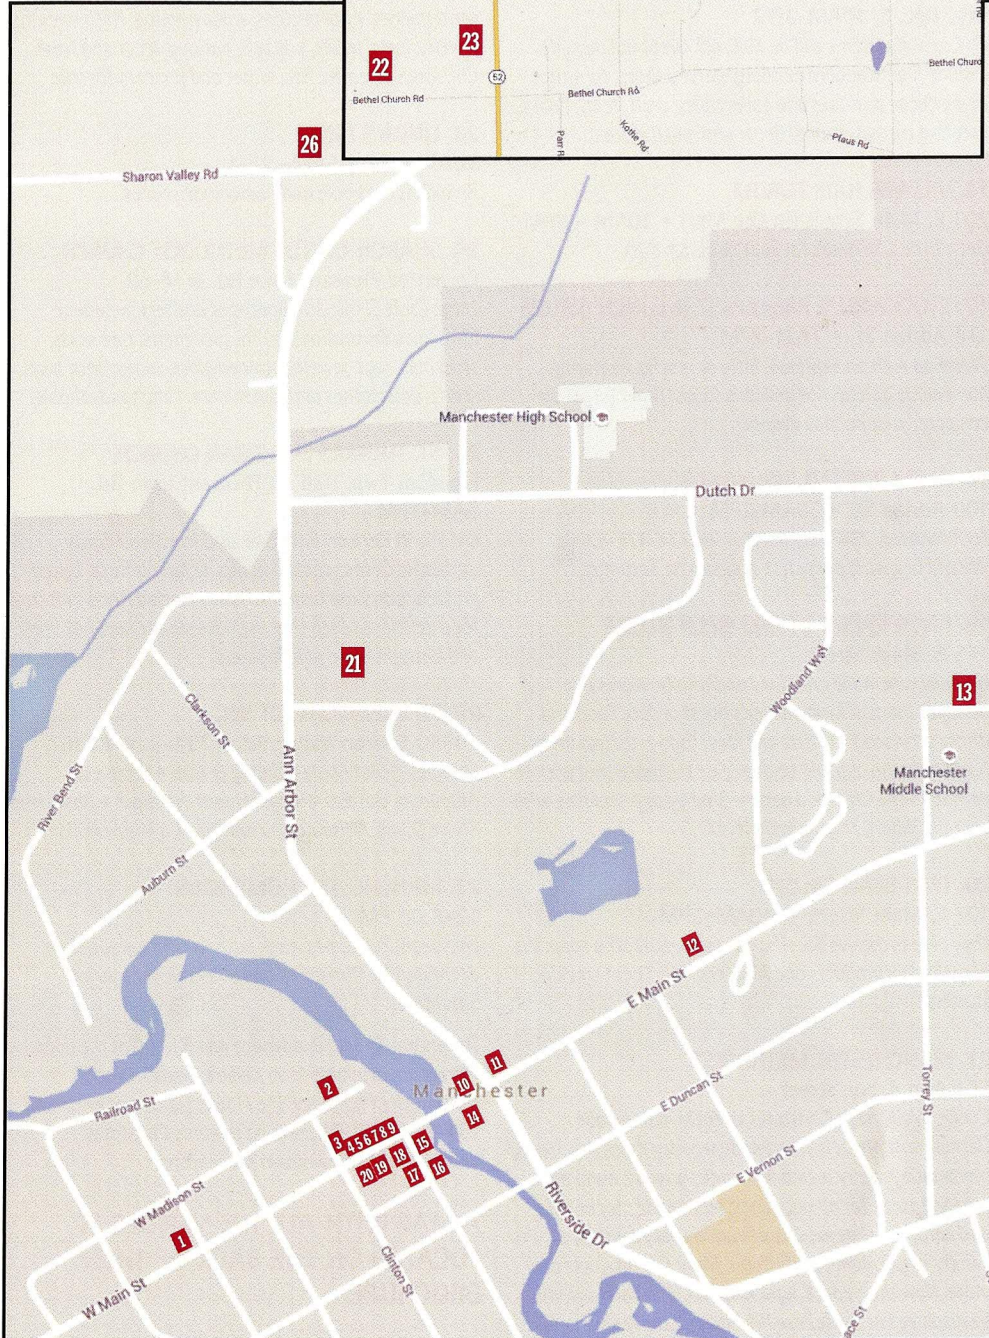 23
22
52
Bethel Church Rd
Bethel Church Rd
Kothe Rd
Pfaus Rd
26
Sharon Valley Rd
Manchester High School
Dutch Dr
21
Woodland Way
13
Clarkson St
Manchester
Middle School
River Bend St
Ann Arbor St
Auburn St
12
E Main St
11
10
2
Manchester
E Duncan St
Torrey St
Railroad St
14
3
4 5 6 7 8 9
15
18
16
17
20
19
E Vernon St
W Madison St
Riverside Dr
1
Clinton St
W Main St